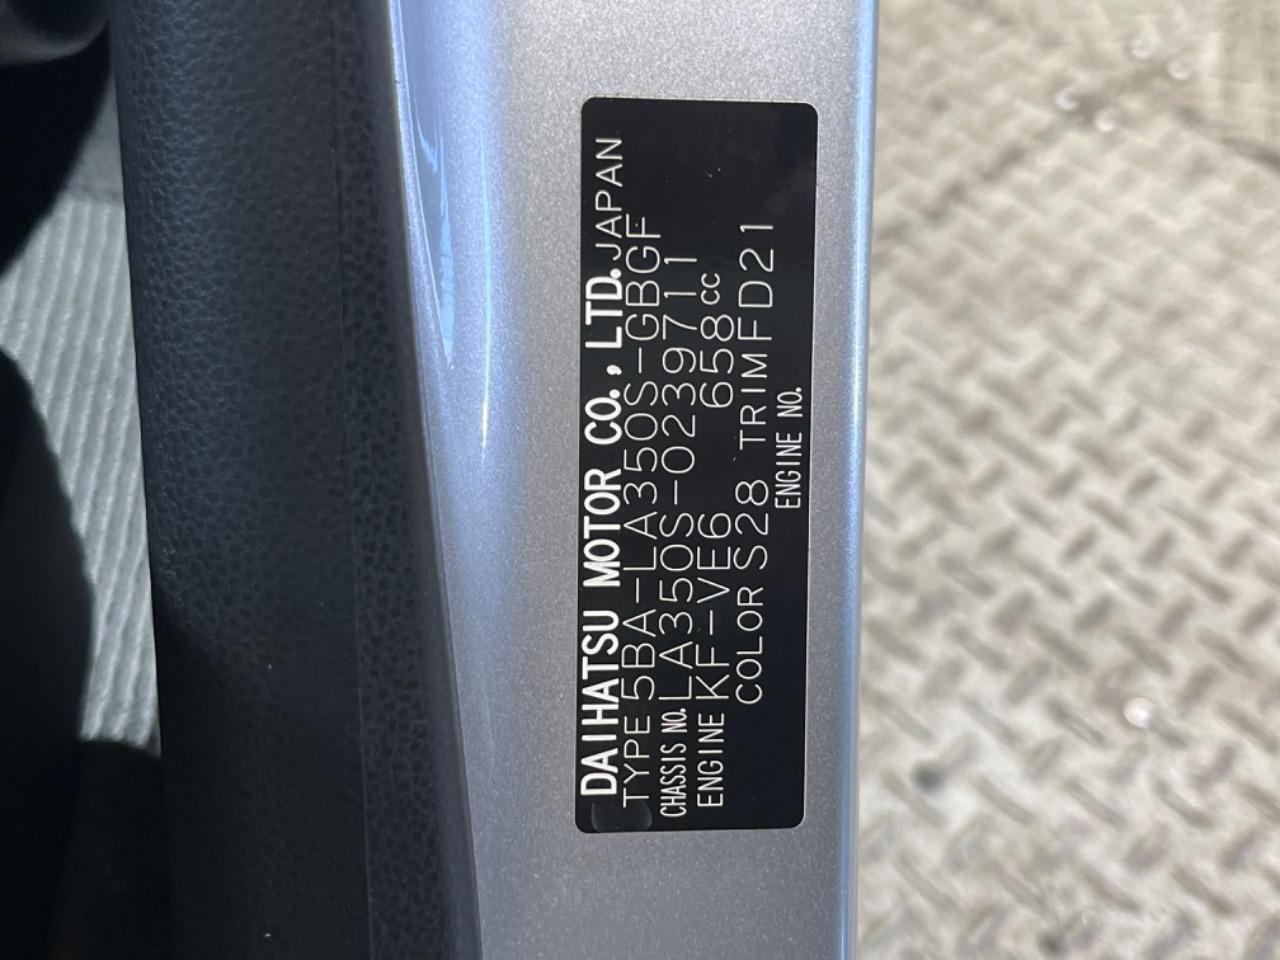 DAIHATSU MOTOR CO., LTD. JAPAN
TYPE 5BA-LA350S-GBGF
CHASSIS NO. LA350S-0239711
ENGINE KF-VE6 658cc
COLOR S28 TRIM FD21
ENGINE NO.